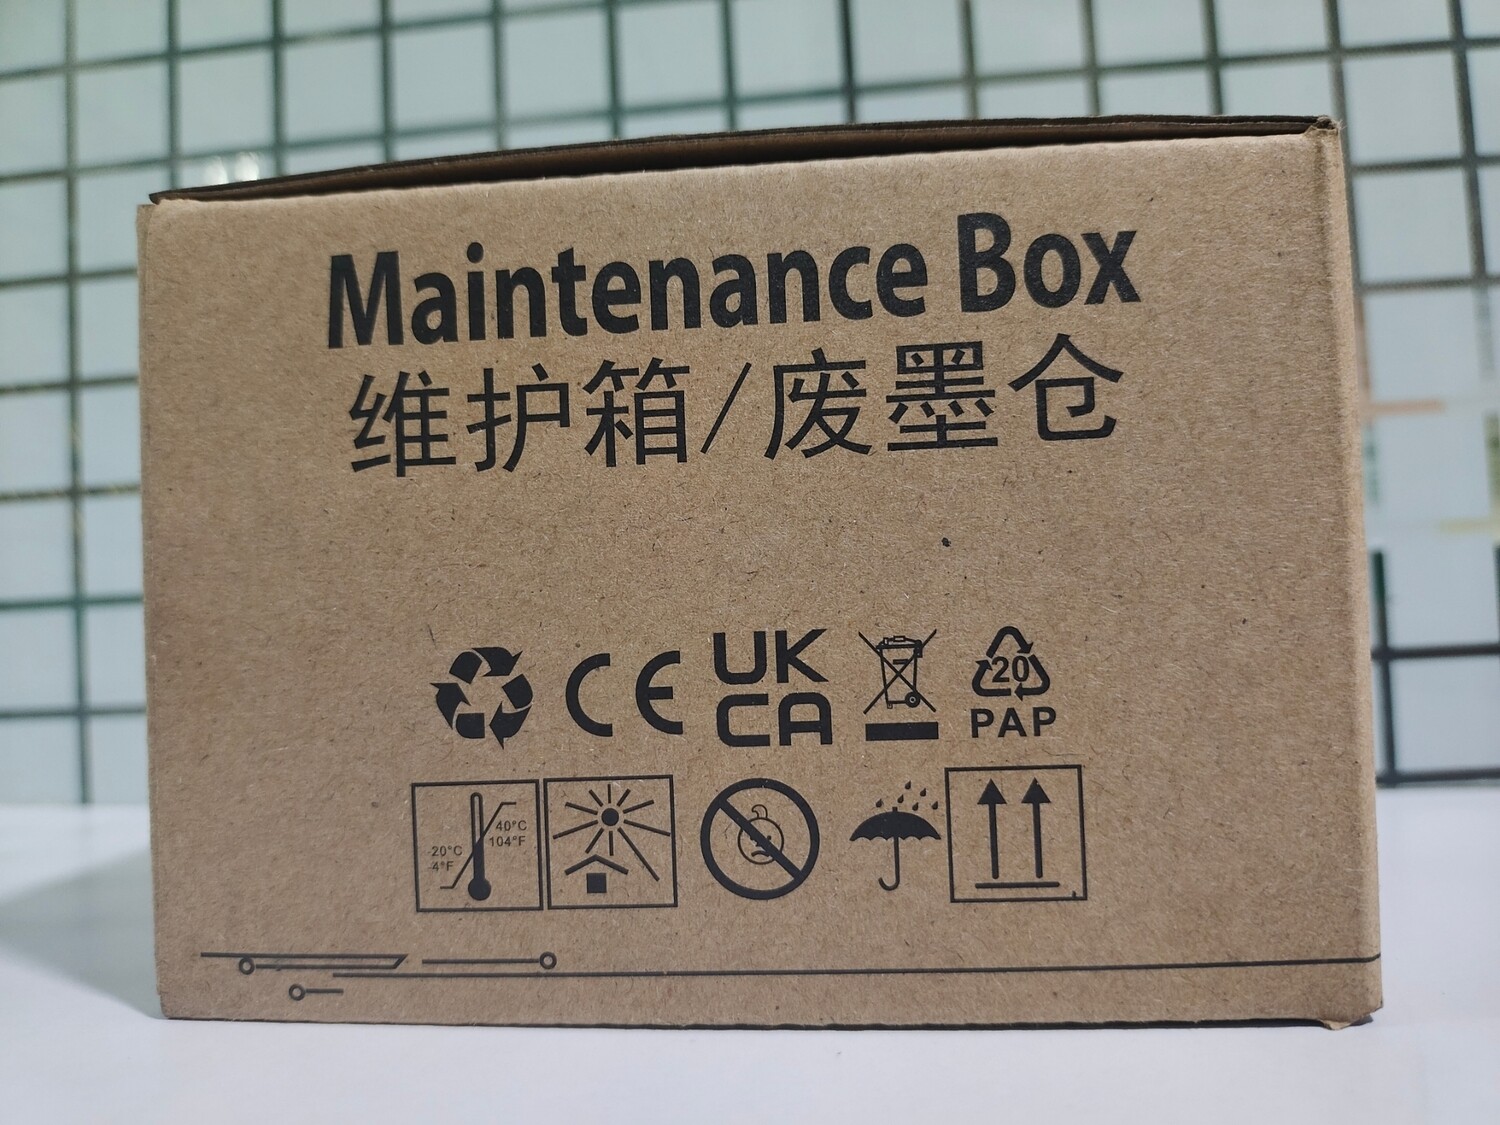 Maintenance Box
维护箱/废墨仓
CE
UK
CA
20
PAP
40°C
104°F
-20°C
-4°F